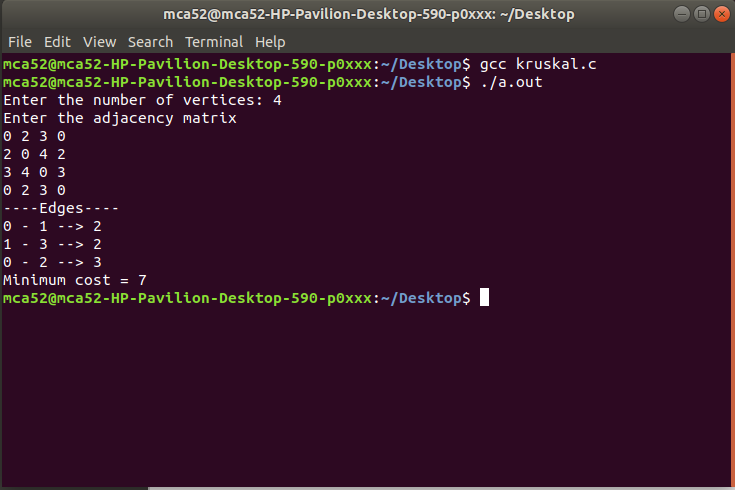 mca52@mca52-HP-Pavilion-Desktop-590-p0xxx: ~/Desktop
File Edit View Search Terminal Help
mca52@mca52-HP-Pavilion-Desktop-590-p0xxx:~/Desktop$ gcc kruskal.c
mca52@mca52-HP-Pavilion-Desktop-590-p0xxx:~/Desktop$ ./a.out
Enter the number of vertices: 4
Enter the adjacency matrix
0 2 3 0
2 0 4 2
3 4 0 3
0 2 3 0
----Edges----
0 - 1 --> 2
1 - 3 --> 2
0 - 2 --> 3
Minimum cost = 7
mca52@mca52-HP-Pavilion-Desktop-590-p0xxx:~/Desktop$